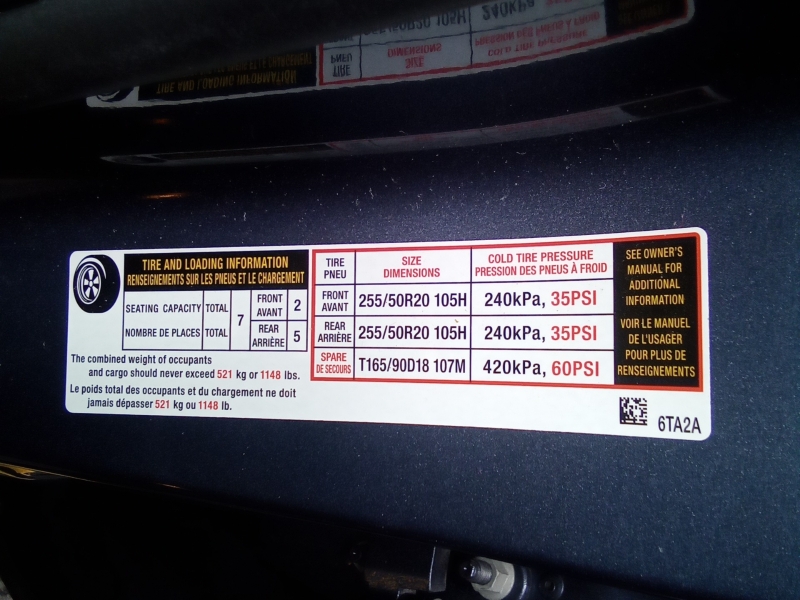 TIRE AND LOADING INFORMATION
RENSEIGNEMENTS SUR LES PNEUS ET LE CHARGEMENT
SEATING CAPACITY TOTAL 7 FRONT AVANT 2
NOMBRE DE PLACES TOTAL REAR ARRIÈRE 5
The combined weight of occupants
and cargo should never exceed 521 kg or 1148 lbs.
Le poids total des occupants et du chargement ne doit
jamais dépasser 521 kg ou 1148 lb.
TIRE PNEU SIZE DIMENSIONS COLD TIRE PRESSURE PRESSION DES PNEUS À FROID
FRONT AVANT 255/50R20 105H 240kPa, 35PSI
REAR ARRIÈRE 255/50R20 105H 240kPa, 35PSI
SPARE DE SECOURS T165/90D18 107M 420kPa, 60PSI
SEE OWNER'S
MANUAL FOR
ADDITIONAL
INFORMATION
VOIR LE MANUEL
DE L'USAGER
POUR PLUS DE
RENSEIGNEMENTS
6TA2A